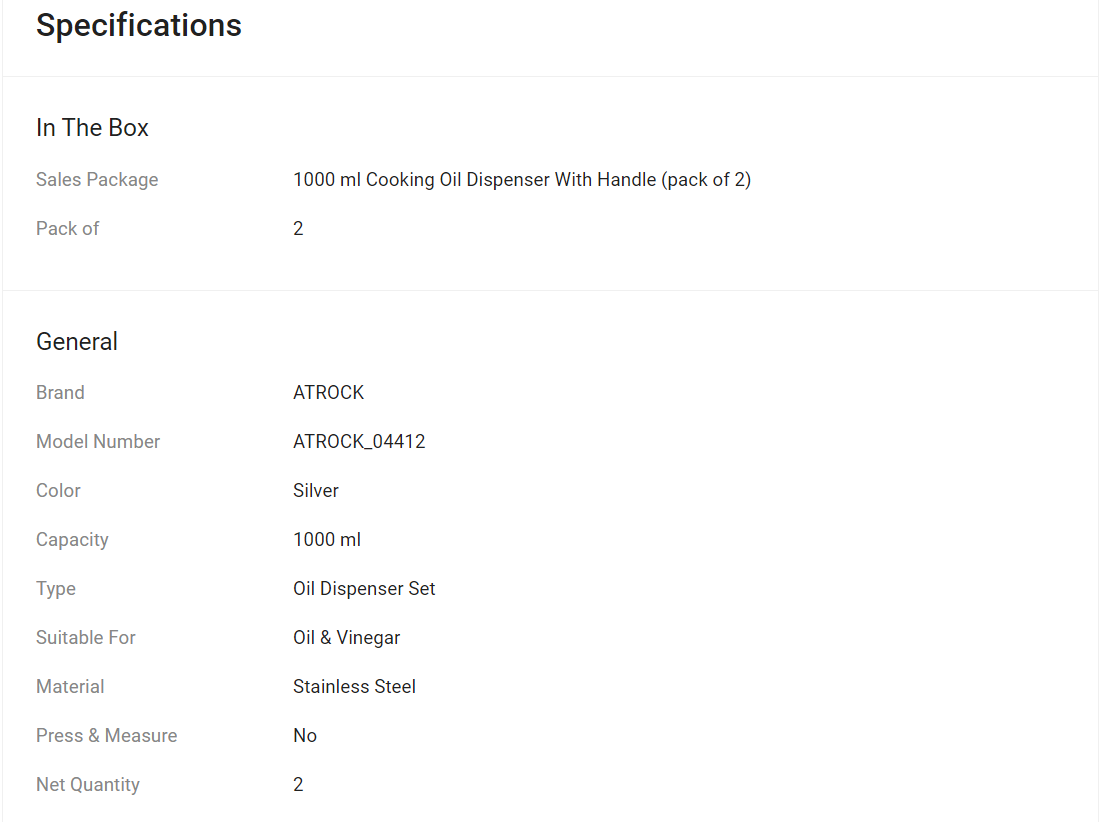 Specifications
In The Box
Sales Package 1000 ml Cooking Oil Dispenser With Handle (pack of 2)
Pack of 2
General
Brand ATROCK
Model Number ATROCK_04412
Color Silver
Capacity 1000 ml
Type Oil Dispenser Set
Suitable For Oil & Vinegar
Material Stainless Steel
Press & Measure No
Net Quantity 2